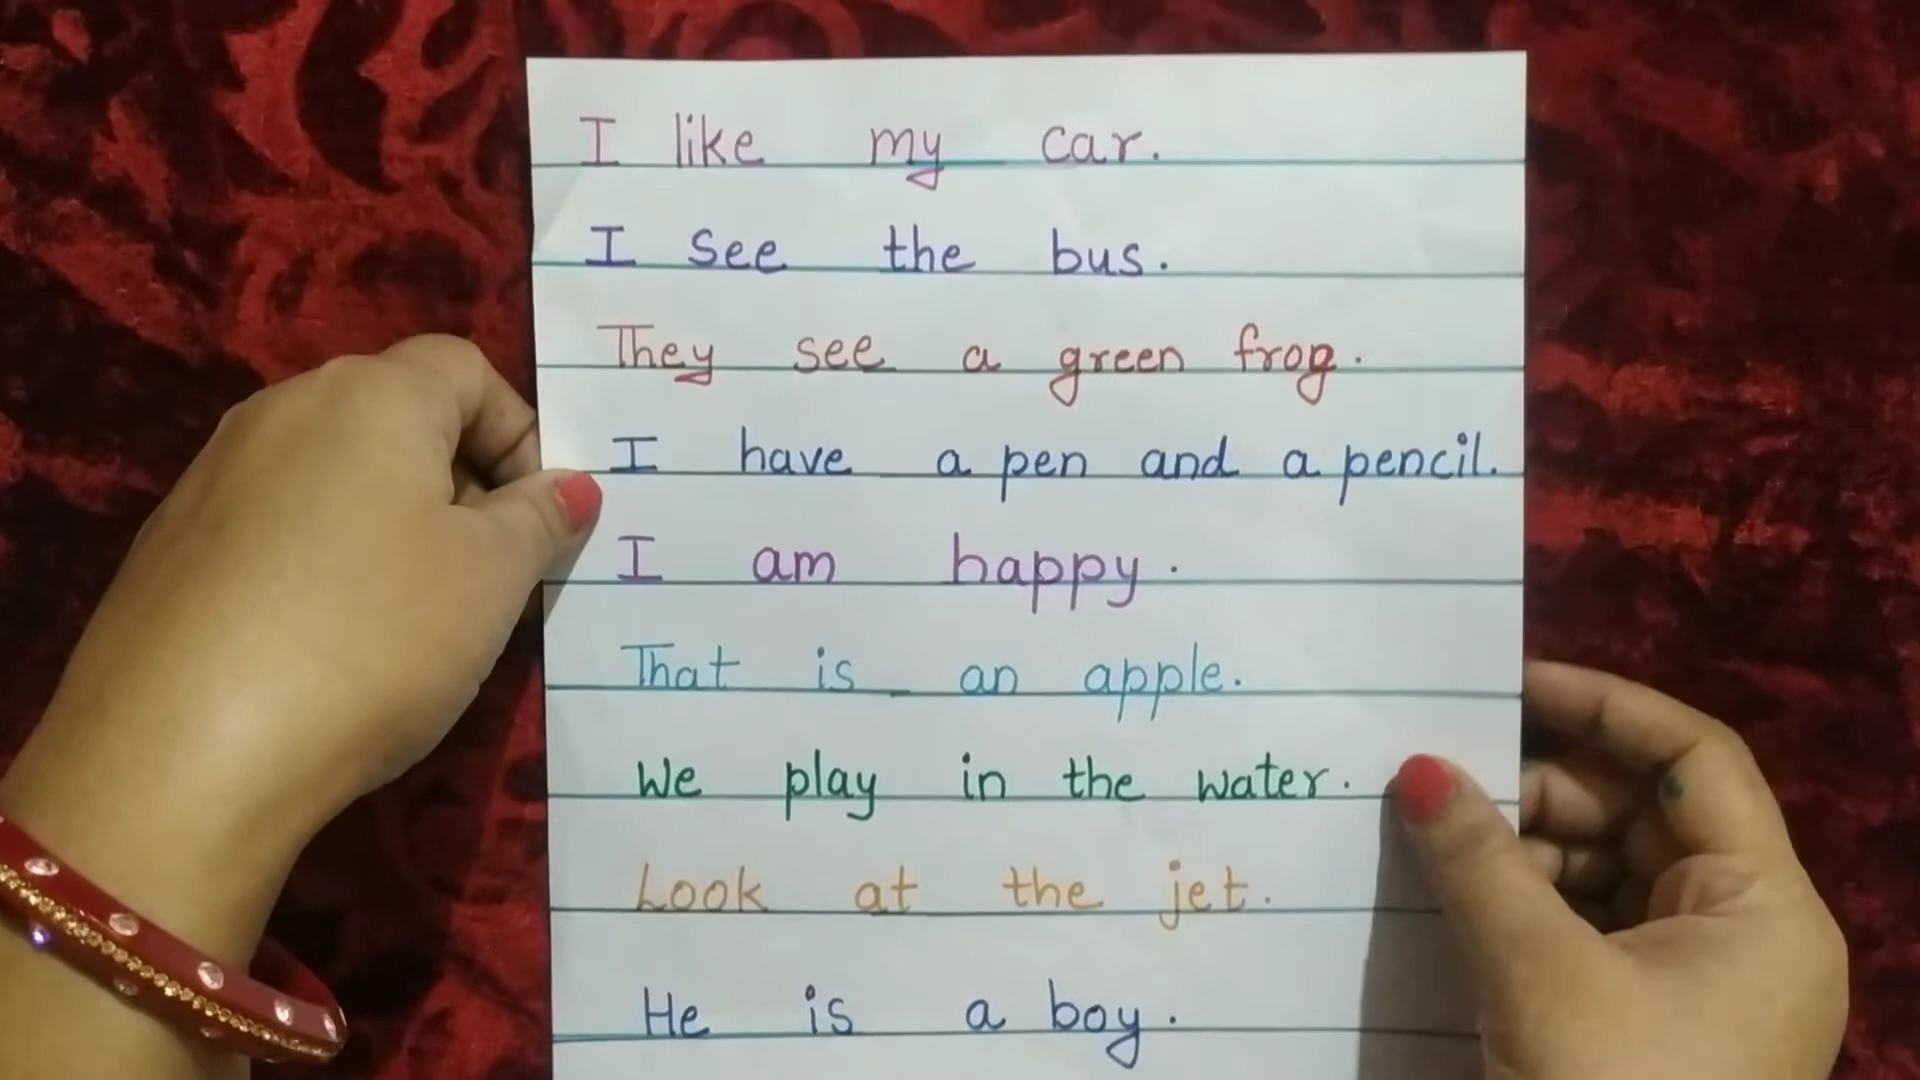 I like my car.
I see the bus.
They see a green frog.
I have a pen and a pencil.
I am happy.
That is an apple.
We play in the water.
Look at the jet.
He is a boy.